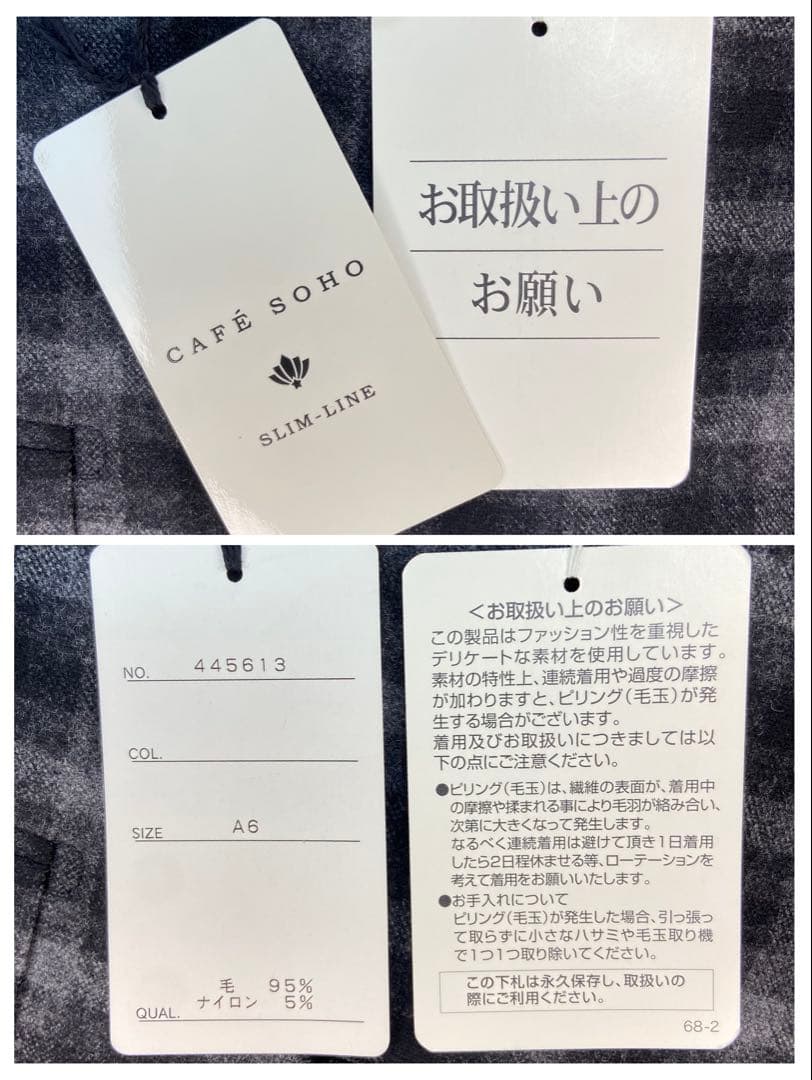 CAFÉ SOHO
SLIM-LINE
お取扱い上の
お願い
NO. 445613
COL.
SIZE A6
毛 95%
ナイロン 5%
QUAL.
＜お取扱い上のお願い＞
この製品はファッション性を重視した
デリケートな素材を使用しています。
素材の特性上、連続着用や過度の摩擦
が加わりますと、ピリング(毛玉)が発
生する場合がございます。
着用及びお取扱いにつきましては以
下の点にご注意ください。
●ピリング(毛玉)は、繊維の表面が、着用中
の摩擦や揉まれる事により毛羽が絡み合い、
次第に大きくなって発生します。
なるべく連続着用は避けて頂き1日着用
したら2日程休ませる等、ローテーションを
考えて着用をお願いいたします。
●お手入れについて
ピリング(毛玉)が発生した場合、引っ張っ
て取らずに小さなハサミや毛玉取り機
で1つ1つ取り除いてください。
この下札は永久保存し、取扱いの
際にご利用ください。
68-2